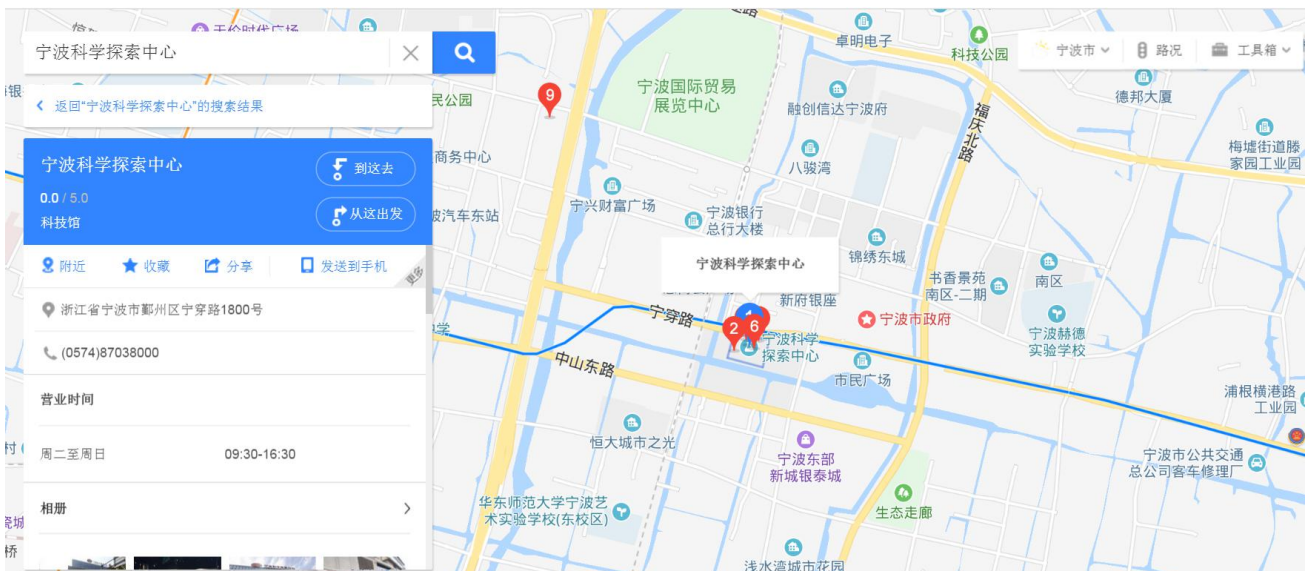 宁波科学探索中心
返回"宁波科学探索中心"的搜索结果
宁波科学探索中心
到这去
0.0 / 5.0
从这出发
科技馆
附近
收藏
分享
发送到手机
更多
浙江省宁波市鄞州区宁穿路1800号
(0574)87038000
营业时间
周二至周日
09:30-16:30
相册
宁波市
路况
工具箱
卓明电子
科技公园
德邦大厦
民公园
9
宁波国际贸易
展览中心
融创信达宁波府
福庆北路
梅墟街道滕
家园工业园
商务中心
八骏湾
宁兴财富广场
波汽车东站
宁波银行
总行大楼
锦绣东城
宁波科学探索中心
书香景苑
南区-二期
南区
新府银座
宁穿路
1
2
6
宁波科学
探索中心
宁波市政府
宁波赫德
实验学校
中学
中山东路
市民广场
浦根横港路
工业园
恒大城市之光
宁波东部
新城银泰城
宁波市公共交通
总公司客车修理厂
村
华东师范大学宁波艺
术实验学校(东校区)
生态走廊
桥
浅水湾城市花园